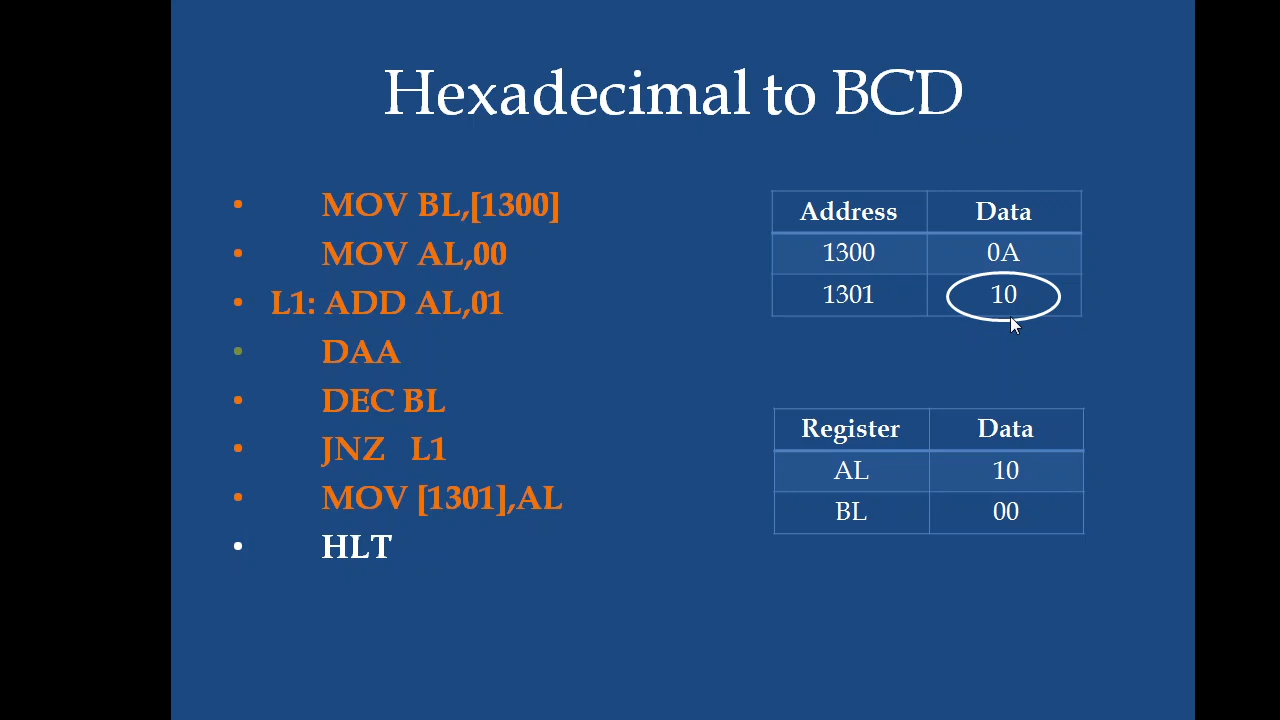 Hexadecimal to BCD
• MOV BL,[1300]
• MOV AL,00
• L1: ADD AL,01
• DAA
• DEC BL
• JNZ L1
• MOV [1301],AL
• HLT
Address Data
1300 0A
1301 10
Register Data
AL 10
BL 00